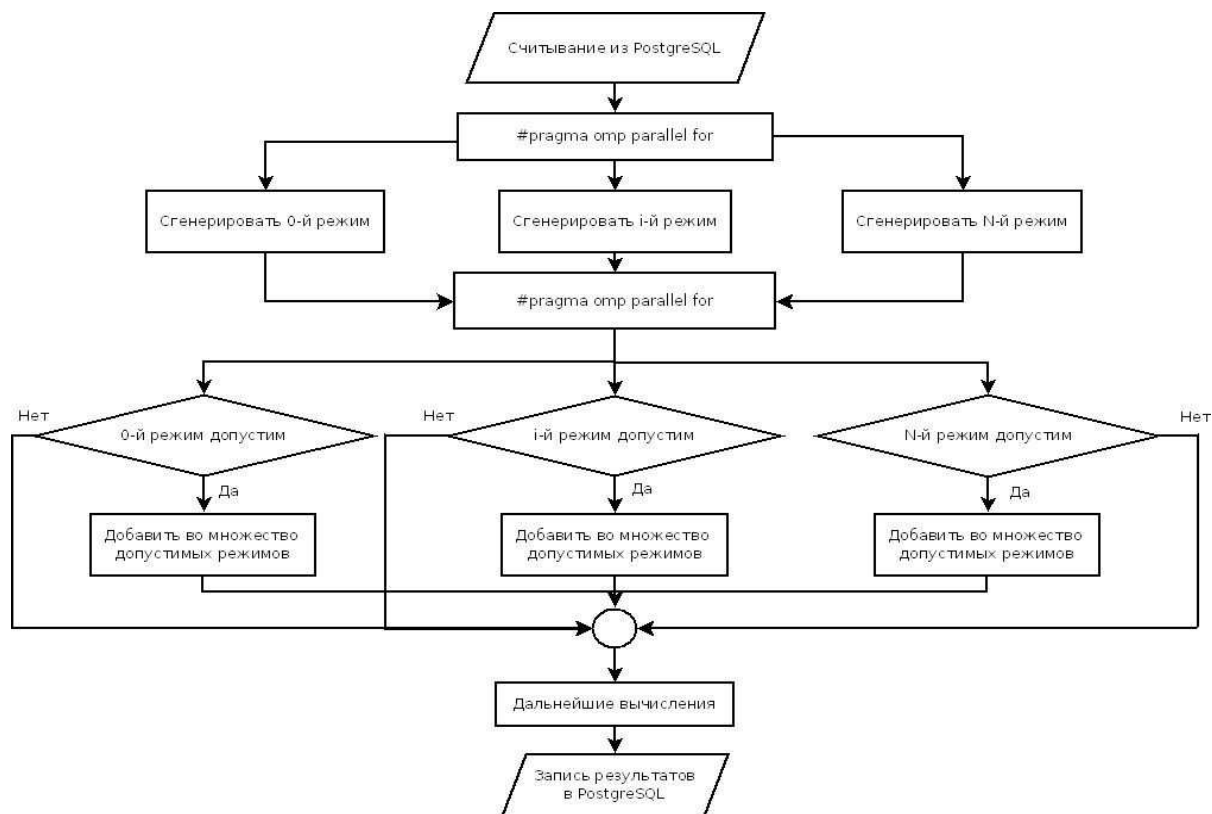 Считывание из PostgreSQL
#pragma omp parallel for
Сгенерировать 0-й режим
Сгенерировать i-й режим
Сгенерировать N-й режим
#pragma omp parallel for
Нет
0-й режим допустим
Нет
i-й режим допустим
N-й режим допустим
Нет
Да
Да
Да
Добавить во множество
допустимых режимов
Добавить во множество
допустимых режимов
Добавить во множество
допустимых режимов
Дальнейшие вычисления
Запись результатов
в PostgreSQL